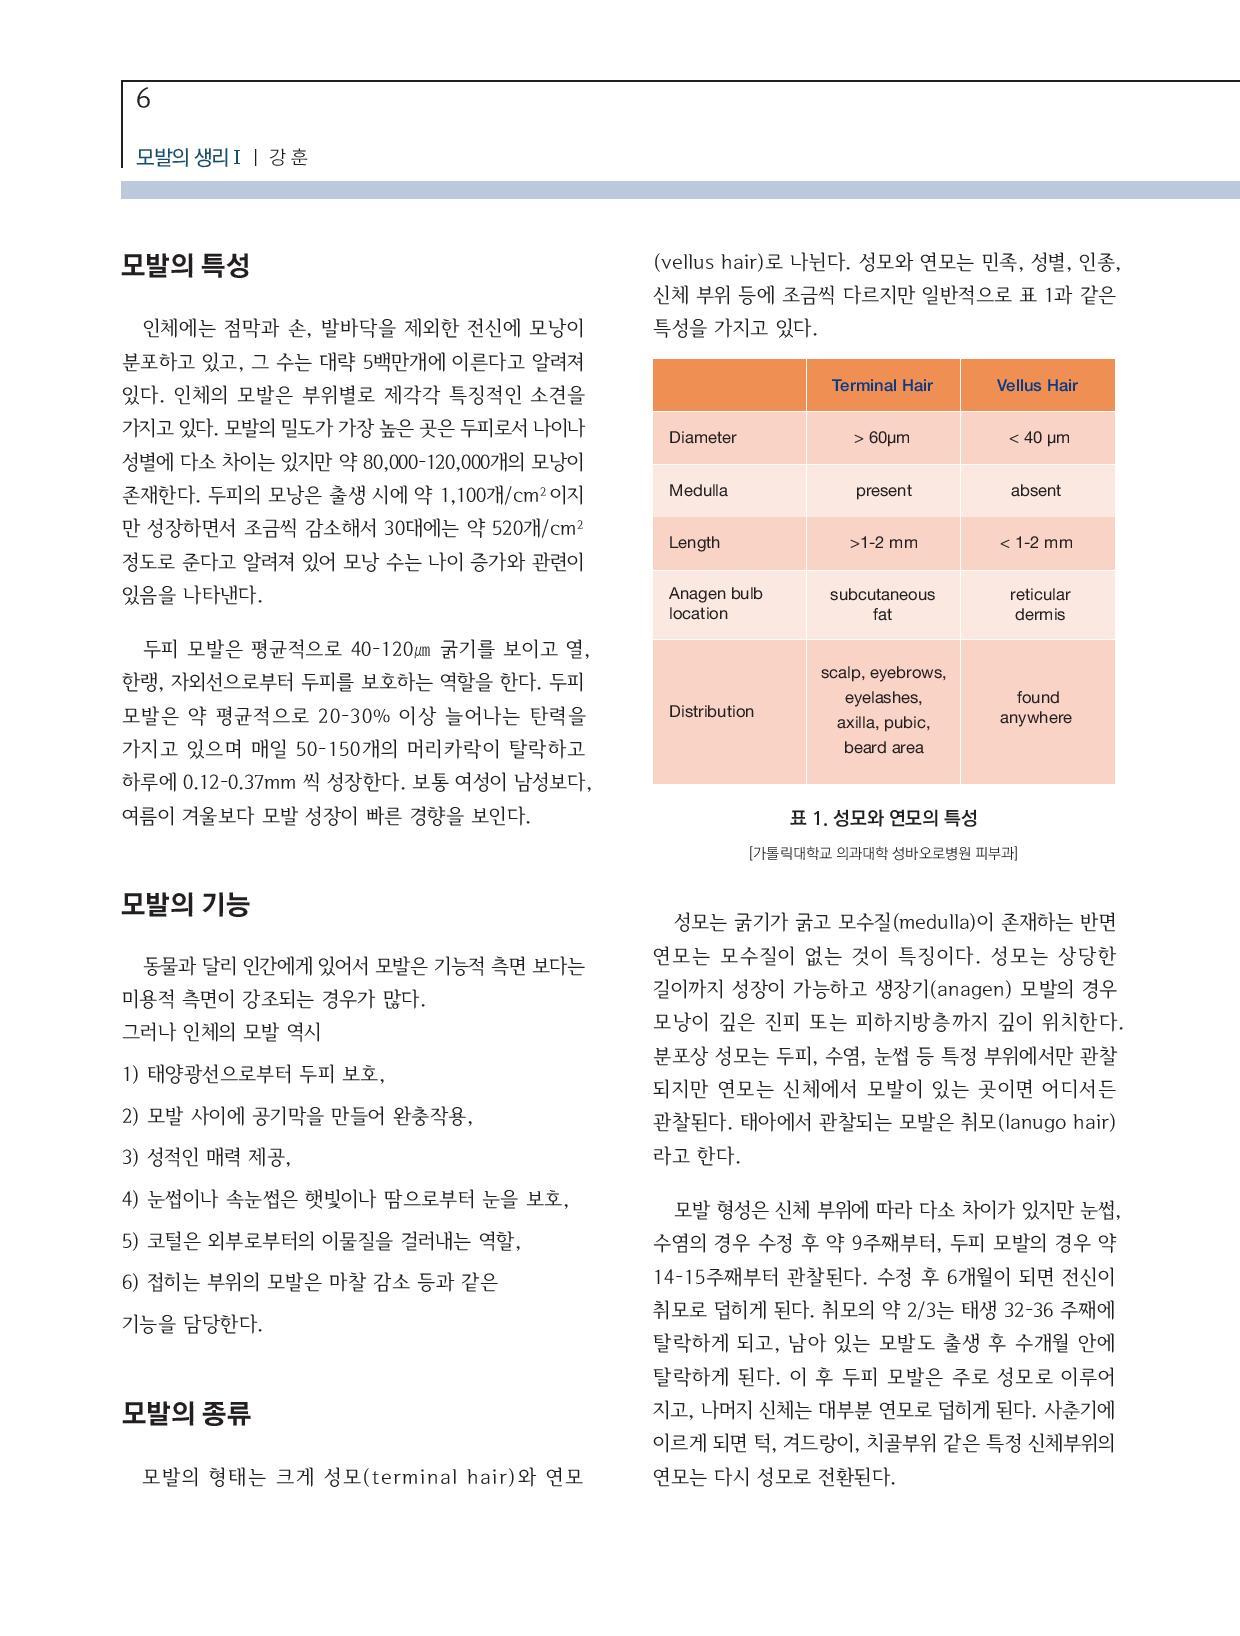 6
모발의 생리 I | 강 훈
모발의 특성
인체에는 점막과 손, 발바닥을 제외한 전신에 모낭이
분포하고 있고, 그 수는 대략 5백만개에 이른다고 알려져
있다. 인체의 모발은 부위별로 제각각 특징적인 소견을
가지고 있다. 모발의 밀도가 가장 높은 곳은 두피로서 나이나
성별에 다소 차이는 있지만 약 80,000-120,000개의 모낭이
존재한다. 두피의 모낭은 출생 시에 약 1,100개/cm² 이지
만 성장하면서 조금씩 감소해서 30대에는 약 520개/cm²
정도로 준다고 알려져 있어 모낭 수는 나이 증가와 관련이
있음을 나타낸다.
두피 모발은 평균적으로 40-120㎛ 굵기를 보이고 열,
한랭, 자외선으로부터 두피를 보호하는 역할을 한다. 두피
모발은 약 평균적으로 20-30% 이상 늘어나는 탄력을
가지고 있으며 매일 50-150개의 머리카락이 탈락하고
하루에 0.12-0.37mm 씩 성장한다. 보통 여성이 남성보다,
여름이 겨울보다 모발 성장이 빠른 경향을 보인다.
모발의 기능
동물과 달리 인간에게 있어서 모발은 기능적 측면 보다는
미용적 측면이 강조되는 경우가 많다.
그러나 인체의 모발 역시
1) 태양광선으로부터 두피 보호,
2) 모발 사이에 공기막을 만들어 완충작용,
3) 성적인 매력 제공,
4) 눈썹이나 속눈썹은 햇빛이나 땀으로부터 눈을 보호,
5) 코털은 외부로부터의 이물질을 걸러내는 역할,
6) 접히는 부위의 모발은 마찰 감소 등과 같은
기능을 담당한다.
모발의 종류
모발의 형태는 크게 성모(terminal hair)와 연모
(vellus hair)로 나뉜다. 성모와 연모는 민족, 성별, 인종,
신체 부위 등에 조금씩 다르지만 일반적으로 표 1과 같은
특성을 가지고 있다.
Terminal Hair Vellus Hair
Diameter > 60µm < 40 µm
Medulla present absent
Length >1-2 mm < 1-2 mm
Anagen bulb location subcutaneous fat reticular dermis
Distribution scalp, eyebrows, eyelashes, axilla, pubic, beard area found anywhere
표 1. 성모와 연모의 특성
[가톨릭대학교 의과대학 성바오로병원 피부과]
성모는 굵기가 굵고 모수질(medulla)이 존재하는 반면
연모는 모수질이 없는 것이 특징이다. 성모는 상당한
길이까지 성장이 가능하고 생장기(anagen) 모발의 경우
모낭이 깊은 진피 또는 피하지방층까지 깊이 위치한다.
분포상 성모는 두피, 수염, 눈썹 등 특정 부위에서만 관찰
되지만 연모는 신체에서 모발이 있는 곳이면 어디서든
관찰된다. 태아에서 관찰되는 모발은 취모(lanugo hair)
라고 한다.
모발 형성은 신체 부위에 따라 다소 차이가 있지만 눈썹,
수염의 경우 수정 후 약 9주째부터, 두피 모발의 경우 약
14-15주째부터 관찰된다. 수정 후 6개월이 되면 전신이
취모로 덥히게 된다. 취모의 약 2/3는 태생 32-36 주째에
탈락하게 되고, 남아 있는 모발도 출생 후 수개월 안에
탈락하게 된다. 이 후 두피 모발은 주로 성모로 이루어
지고, 나머지 신체는 대부분 연모로 덥히게 된다. 사춘기에
이르게 되면 턱, 겨드랑이, 치골부위 같은 특정 신체부위의
연모는 다시 성모로 전환된다.